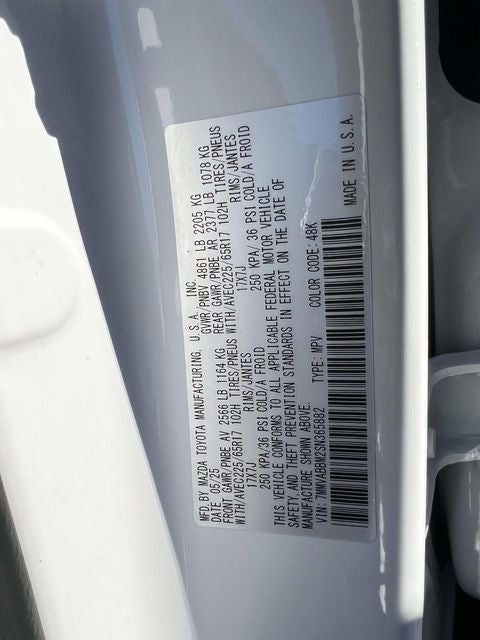 MFD. BY MAZDA TOYOTA MANUFACTURING, U.S.A. INC.
DATE 05/25 GVWR/PNBV 4861 LB 2205 KG
FRONT GAWR/PNBE AV 2566 LB 1164 KG REAR GAWR/PNBE AR 2377 LB 1078 KG
WITH/AVEC225/65R17 102H TIRES/PNEUS WITH/AVEC225/65R17 102H TIRES/PNEUS
17X7J RIMS/JANTES 17X7J RIMS/JANTES
250 KPA/36 PSI COLD/A FROID 250 KPA/ 36 PSI COLD/A FROID
THIS VEHICLE CONFORMS TO ALL APPLICABLE FEDERAL MOTOR VEHICLE
SAFETY, AND THEFT PREVENTION STANDARDS IN EFFECT ON THE DATE OF
MANUFACTURE SHOWN ABOVE.
VIN: 7MMVABBM2SN365882 TYPE: MPV COLOR CODE: 48K MADE IN U.S.A.